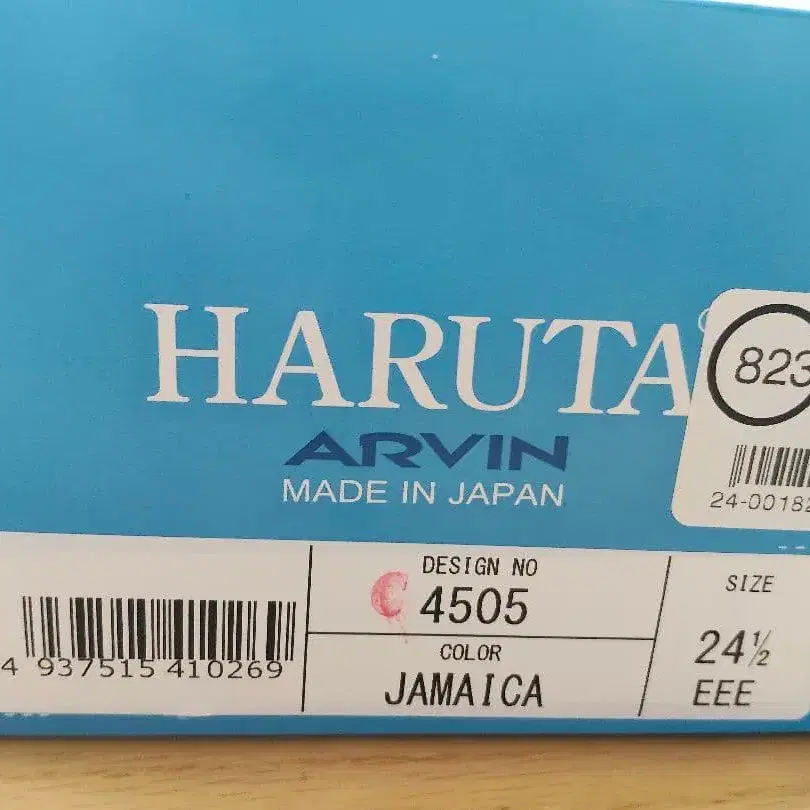 HARUTA
ARVIN
MADE IN JAPAN
823
24-00182
DESIGN NO
4505
COLOR
JAMAICA
SIZE
24½
EEE
4 937515 410269